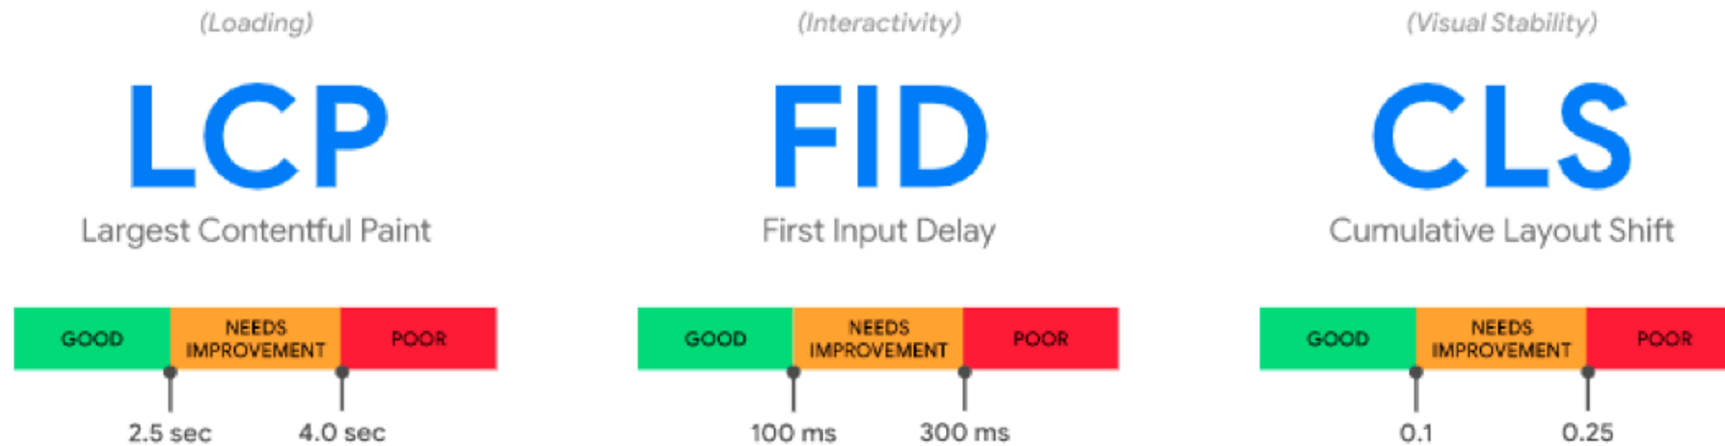 (Loading)
LCP
Largest Contentful Paint
GOOD
NEEDS
IMPROVEMENT
POOR
2.5 sec
4.0 sec
(Interactivity)
FID
First Input Delay
GOOD
NEEDS
IMPROVEMENT
POOR
100 ms
300 ms
(Visual Stability)
CLS
Cumulative Layout Shift
GOOD
NEEDS
IMPROVEMENT
POOR
0.1
0.25